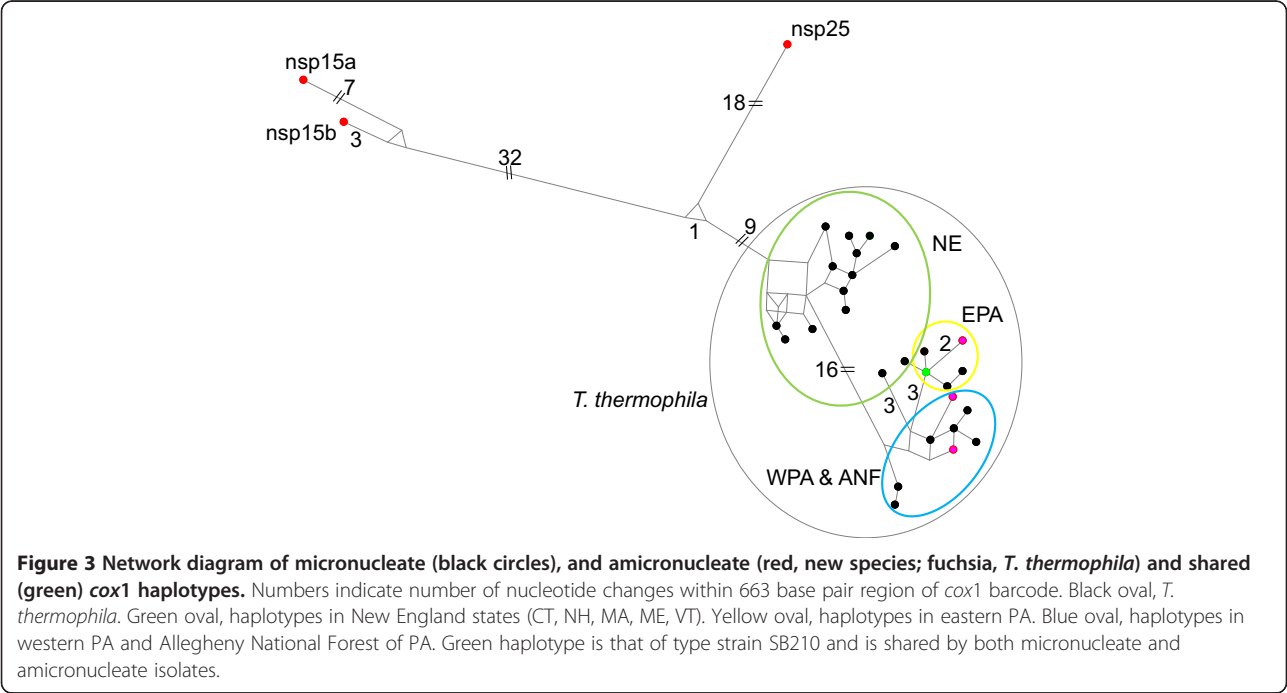 nsp25
nsp15a
7
18
nsp15b
3
32
1
9
NE
EPA
2
16
3
3
T. thermophila
WPA & ANF
Figure 3 Network diagram of micronucleate (black circles), and amicronucleate (red, new species; fuchsia, T. thermophila) and shared
(green) cox1 haplotypes. Numbers indicate number of nucleotide changes within 663 base pair region of cox1 barcode. Black oval, T.
thermophila. Green oval, haplotypes in New England states (CT, NH, MA, ME, VT). Yellow oval, haplotypes in eastern PA. Blue oval, haplotypes in
western PA and Allegheny National Forest of PA. Green haplotype is that of type strain SB210 and is shared by both micronucleate and
amicronucleate isolates.